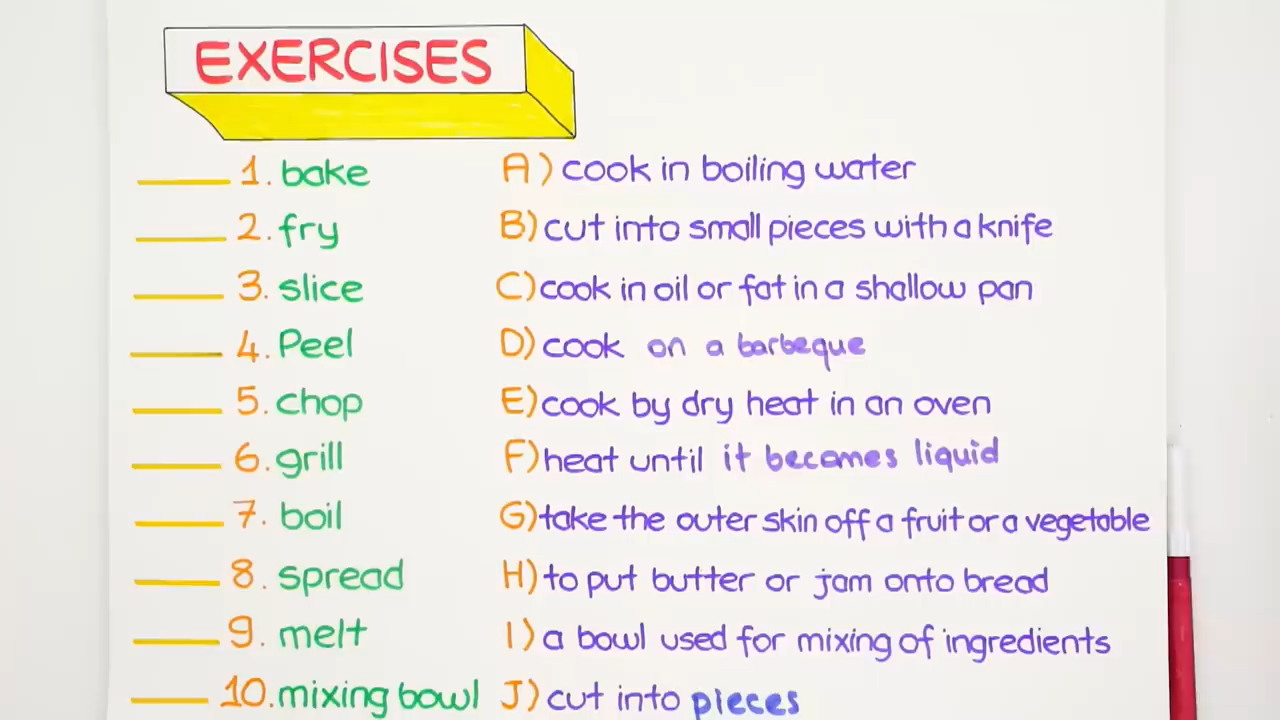 EXERCISES
_____ 1. bake A) cook in boiling water
_____ 2. fry B) cut into small pieces with a knife
_____ 3. slice C) cook in oil or fat in a shallow pan
_____ 4. Peel D) cook on a barbeque
_____ 5. chop E) cook by dry heat in an oven
_____ 6. grill F) heat until it becomes liquid
_____ 7. boil G) take the outer skin off a fruit or a vegetable
_____ 8. spread H) to put butter or jam onto bread
_____ 9. melt I) a bowl used for mixing of ingredients
_____ 10. mixing bowl J) cut into pieces